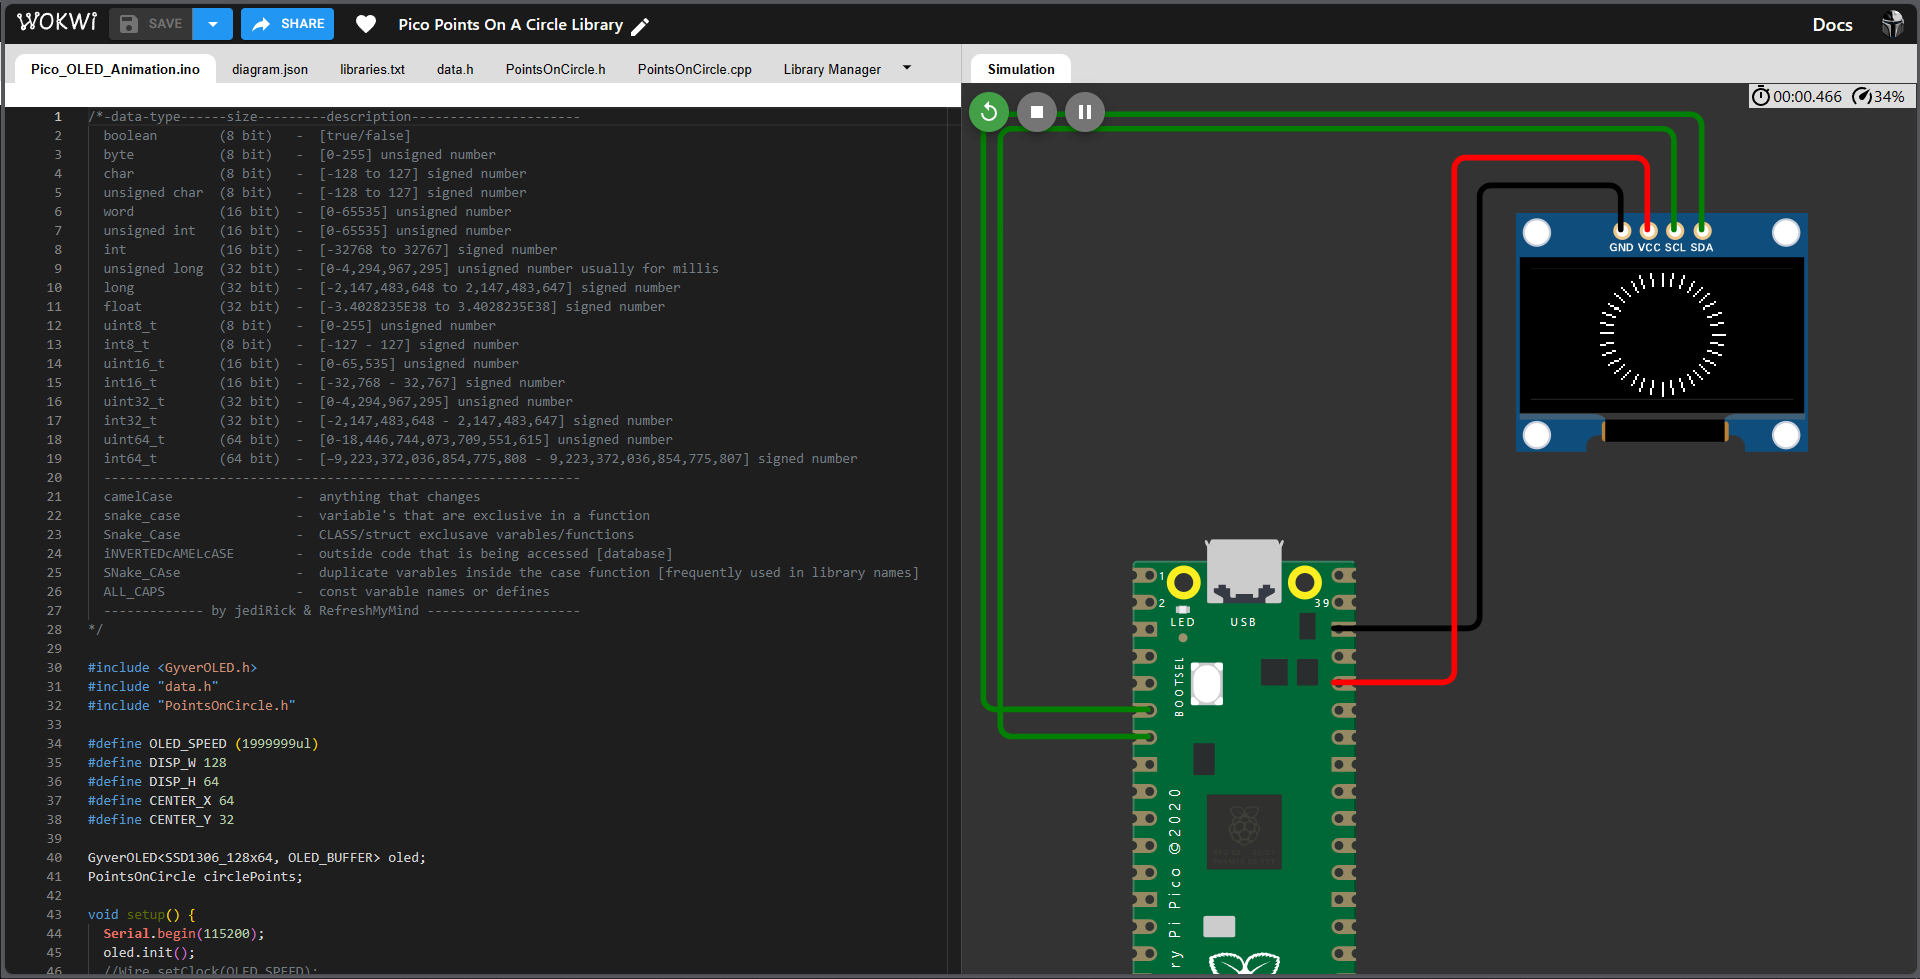 WOKWi SAVE SHARE Pico Points On A Circle Library Docs
Pico_OLED_Animation.ino diagram.json libraries.txt data.h PointsOnCircle.h PointsOnCircle.cpp Library Manager Simulation
00:00.466 34%
1 /*-data-type------size---------description----------------------
2 boolean (8 bit) - [true/false]
3 byte (8 bit) - [0-255] unsigned number
4 char (8 bit) - [-128 to 127] signed number
5 unsigned char (8 bit) - [-128 to 127] signed number
6 word (16 bit) - [0-65535] unsigned number
7 unsigned int (16 bit) - [0-65535] unsigned number
8 int (16 bit) - [-32768 to 32767] signed number
9 unsigned long (32 bit) - [0-4,294,967,295] unsigned number usually for millis
10 long (32 bit) - [-2,147,483,648 to 2,147,483,647] signed number
11 float (32 bit) - [-3.4028235E38 to 3.4028235E38] signed number
12 uint8_t (8 bit) - [0-255] unsigned number
13 int8_t (8 bit) - [-127 - 127] signed number
14 uint16_t (16 bit) - [0-65,535] unsigned number
15 int16_t (16 bit) - [-32,768 - 32,767] signed number
16 uint32_t (32 bit) - [0-4,294,967,295] unsigned number
17 int32_t (32 bit) - [-2,147,483,648 - 2,147,483,647] signed number
18 uint64_t (64 bit) - [0-18,446,744,073,709,551,615] unsigned number
19 int64_t (64 bit) - [−9,223,372,036,854,775,808 - 9,223,372,036,854,775,807] signed number
20 --------------------------------------------------------------
21 camelCase - anything that changes
22 snake_case - variable's that are exclusive in a function
23 Snake_Case - CLASS/struct exclusave varables/functions
24 iNVERTEDcAMELcASE - outside code that is being accessed [database]
25 SNake_CAse - duplicate varables inside the case function [frequently used in library names]
26 ALL_CAPS - const varable names or defines
27 ------------- by jediRick & RefreshMyMind --------------------
28 */
29
30 #include <GyverOLED.h>
31 #include "data.h"
32 #include "PointsOnCircle.h"
33
34 #define OLED_SPEED (1999999ul)
35 #define DISP_W 128
36 #define DISP_H 64
37 #define CENTER_X 64
38 #define CENTER_Y 32
39
40 GyverOLED<SSD1306_128x64, OLED_BUFFER> oled;
41 PointsOnCircle circlePoints;
42
43 void setup() {
44 Serial.begin(115200);
45 oled.init();
46 //Wire.setClock(OLED_SPEED);
GND VCC SCL SDA
1
2
39
LED USB
BOOTSEL
ry Pi Pico ©2020